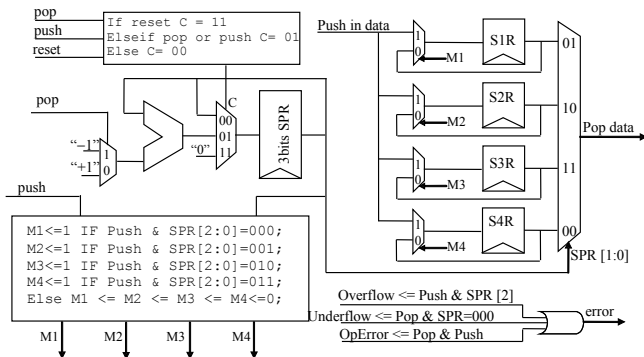 pop
push
reset
If reset C = 11
Elseif pop or push C= 01
Else C= 00
pop
"−1"
"+1"
1
0
C
00
01
11
"0"
3bits SPR
push
M1<=1 IF Push & SPR[2:0]=000;
M2<=1 IF Push & SPR[2:0]=001;
M3<=1 IF Push & SPR[2:0]=010;
M4<=1 IF Push & SPR[2:0]=011;
Else M1 <= M2 <= M3 <= M4<=0;
M1
M2
M3
M4
Push in data
1
0
M1
S1R
1
0
M2
S2R
1
0
M3
S3R
1
0
M4
S4R
01
10
11
00
Pop data
SPR [1:0]
Overflow <= Push & SPR [2]
Underflow <= Pop & SPR=000
OpError <= Pop & Push
error